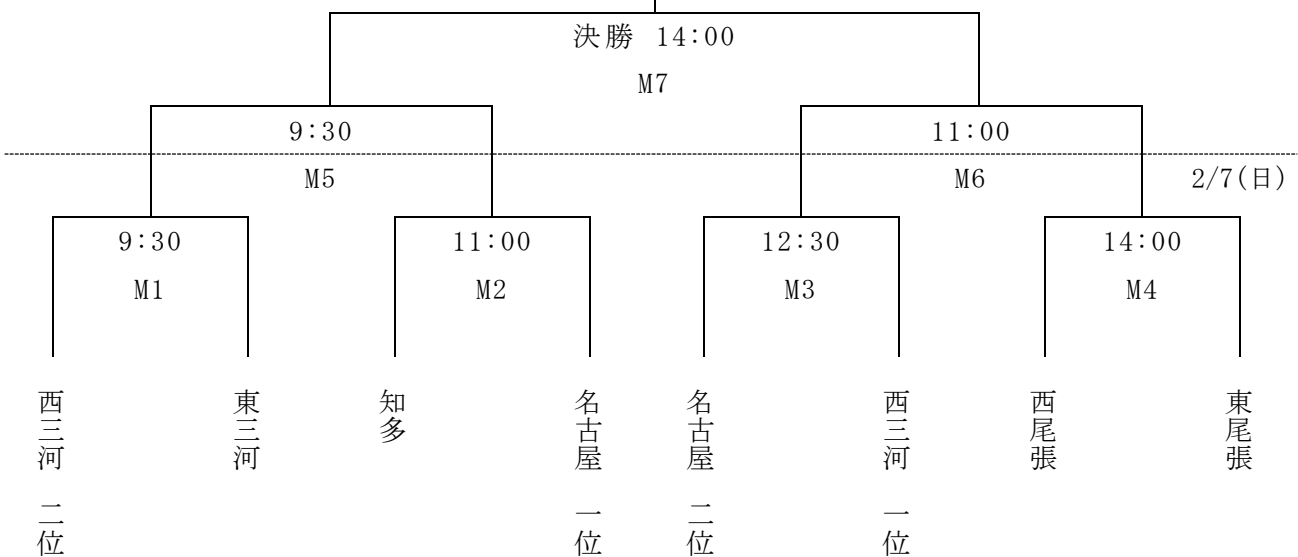 決勝 14:00
M7
9:30
11:00
M5
M6
2/7(日)
9:30
11:00
12:30
14:00
M1
M2
M3
M4
西三河 二位
東三河
知多
名古屋 一位
名古屋 二位
西三河 一位
西尾張
東尾張